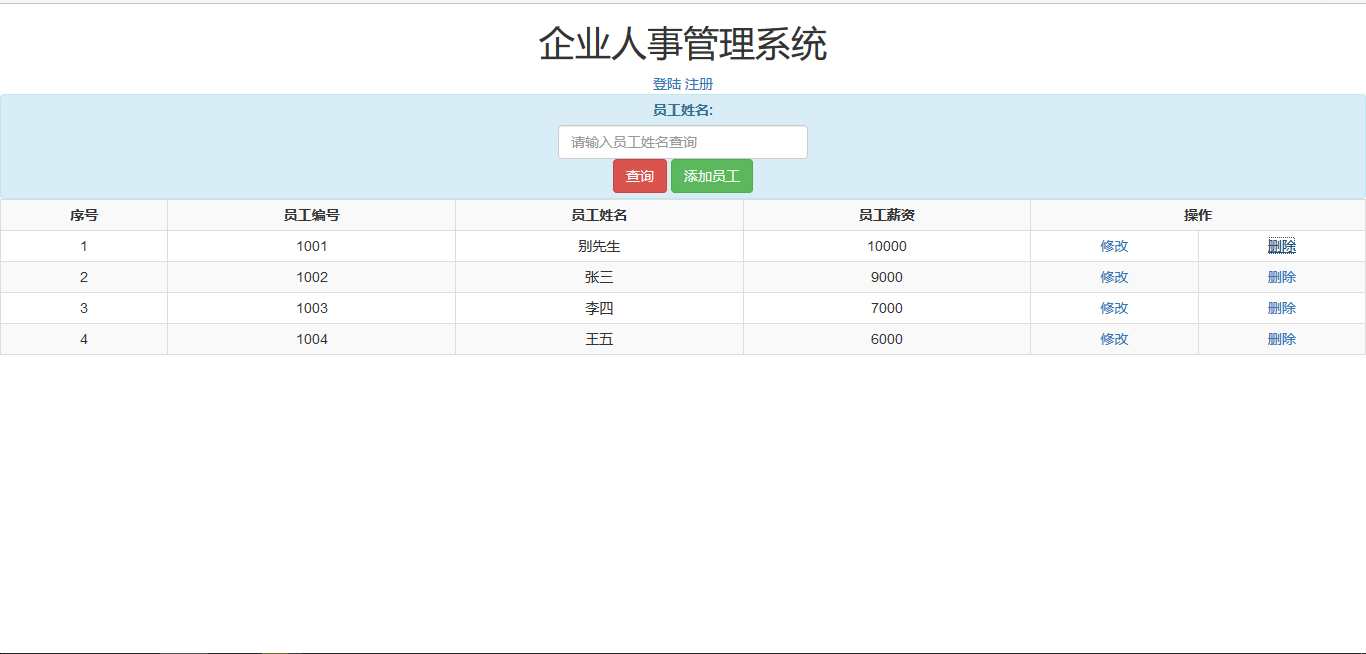 企业人事管理系统
登陆 注册
员工姓名:
请输入员工姓名查询
查询 添加员工
序号 员工编号 员工姓名 员工薪资 操作
1 1001 别先生 10000 修改 删除
2 1002 张三 9000 修改 删除
3 1003 李四 7000 修改 删除
4 1004 王五 6000 修改 删除